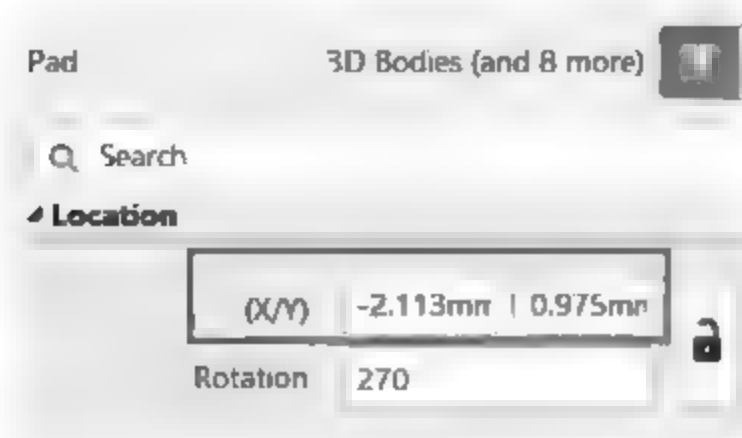 Pad 3D Bodies (and 8 more)
Search
Location
(X/Y) -2.113mm 0.975mm
Rotation 270